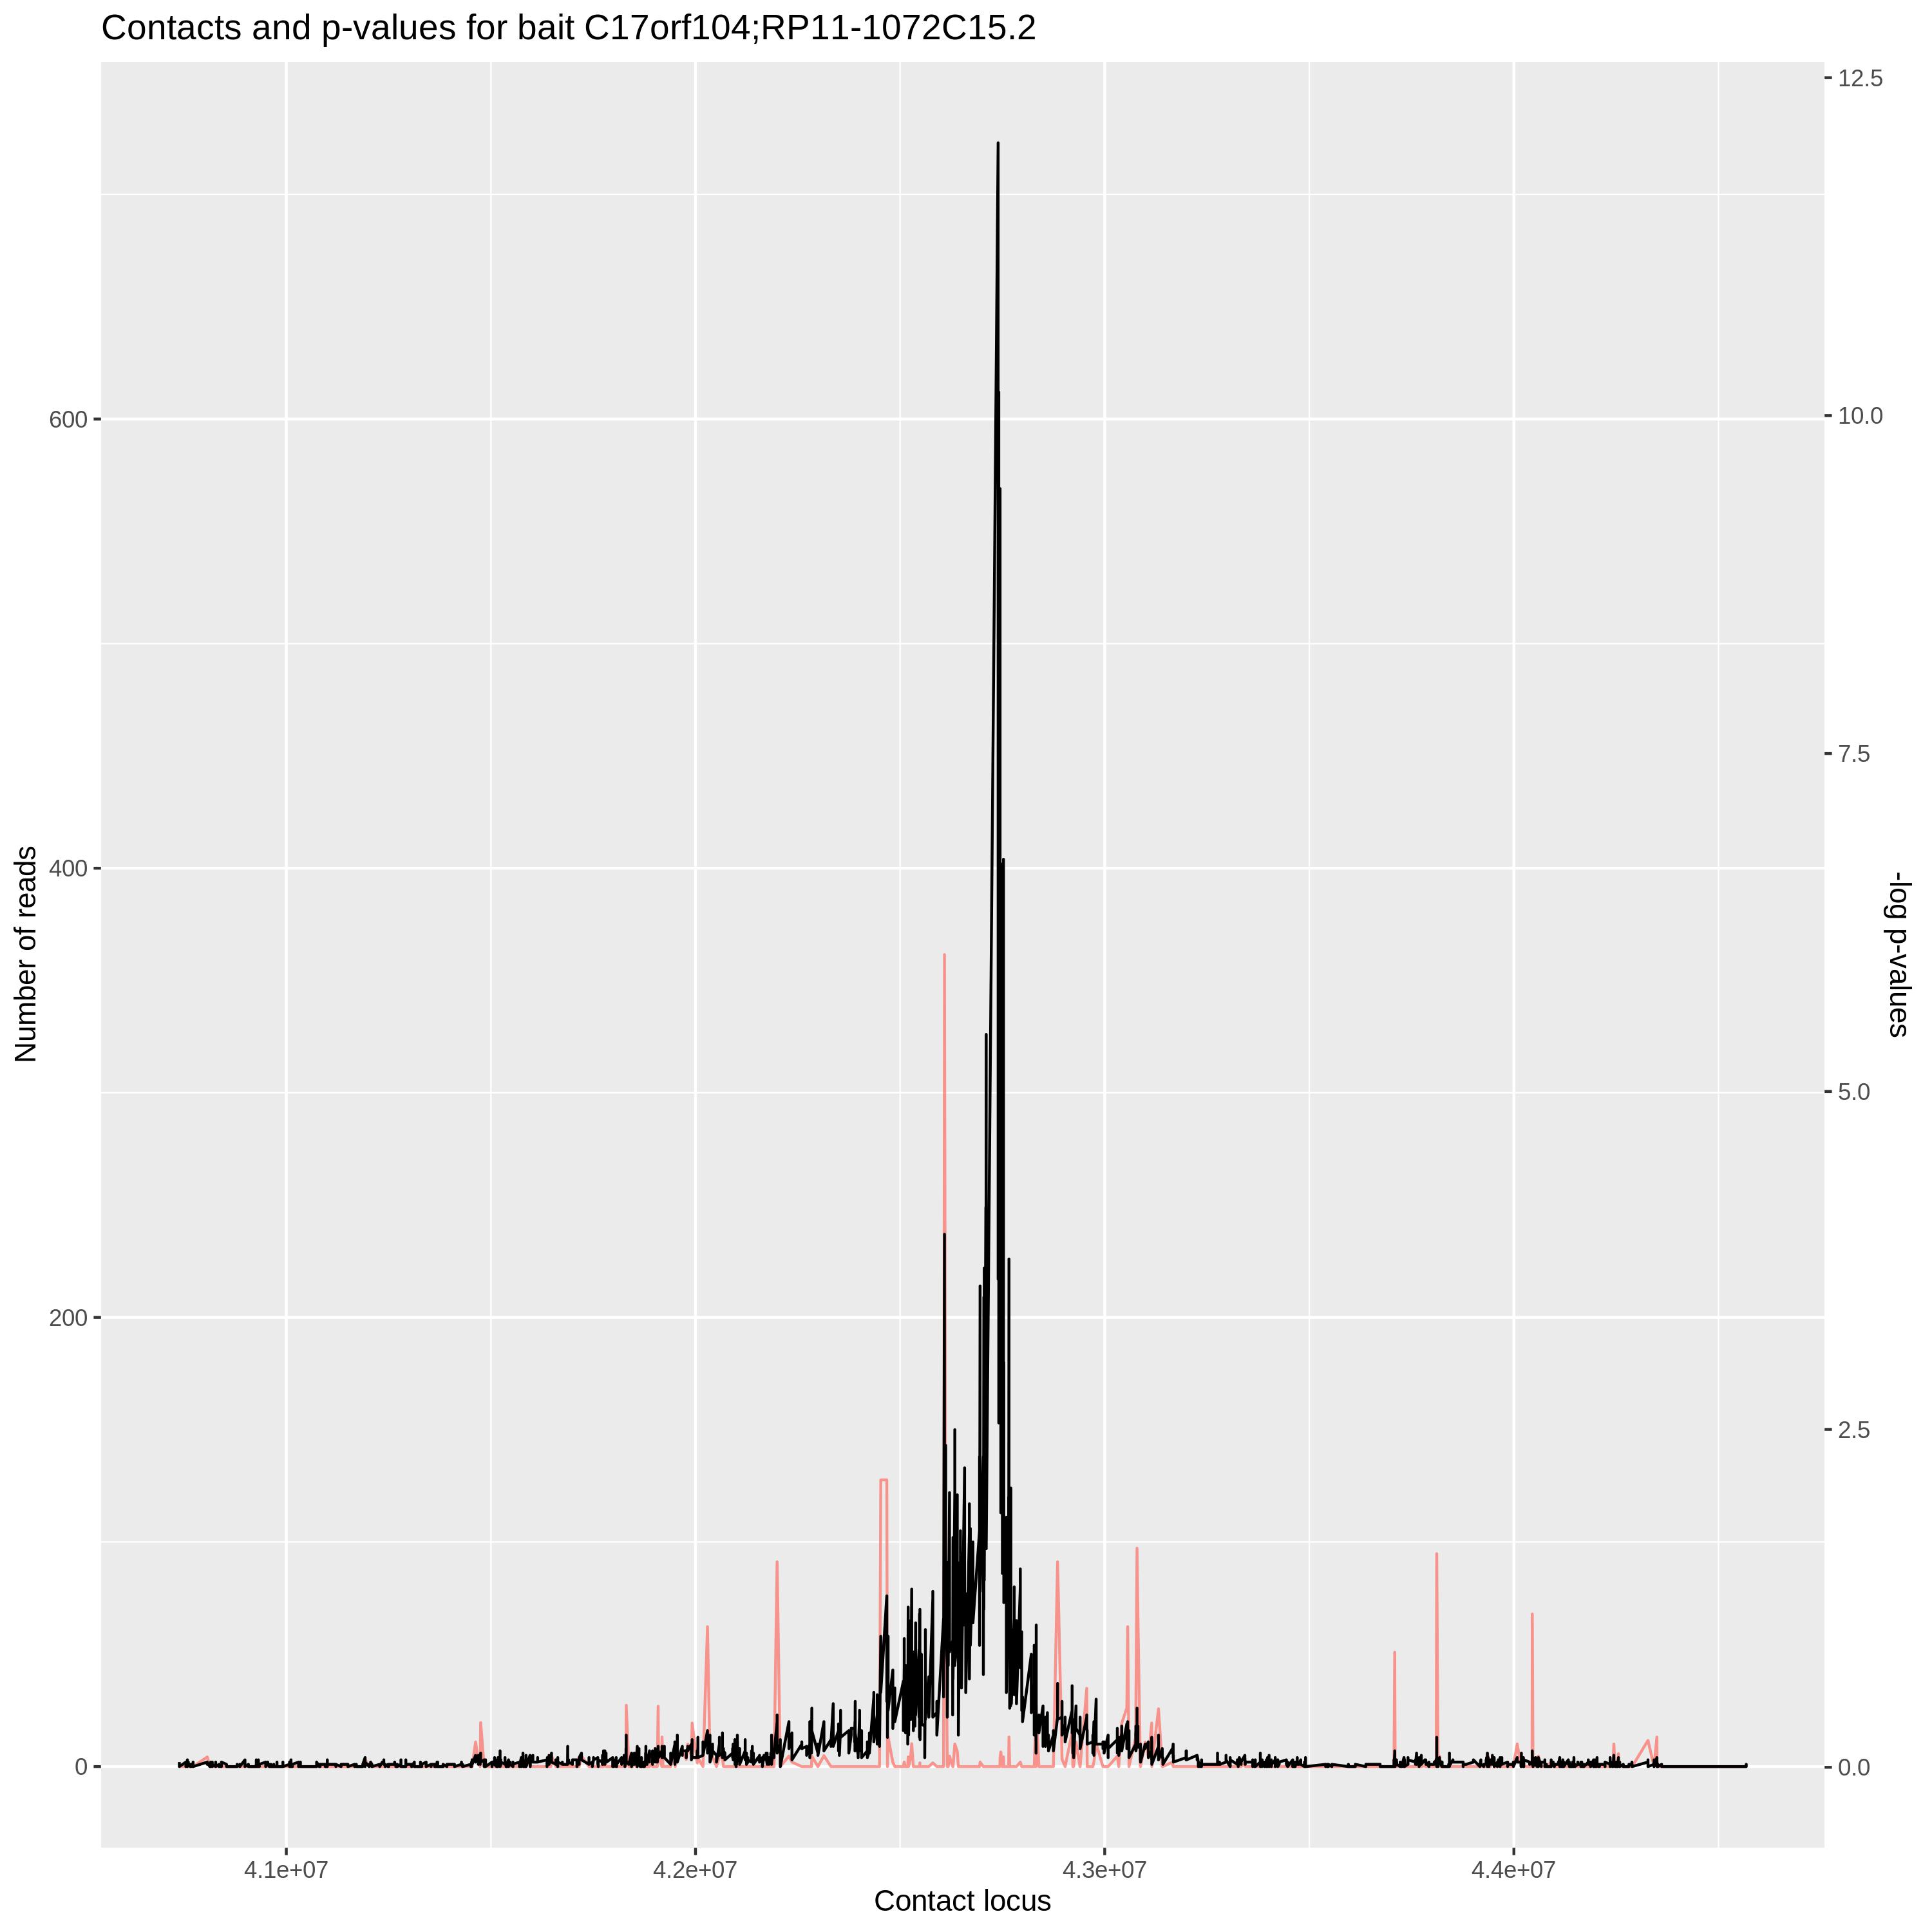 Contacts and p-values for bait C17orf104;RP11-1072C15.2
12.5
600
10.0
7.5
400
Number of reads
-log p-values
5.0
200
2.5
0
0.0
4.1e+07
4.2e+07
4.3e+07
4.4e+07
Contact locus